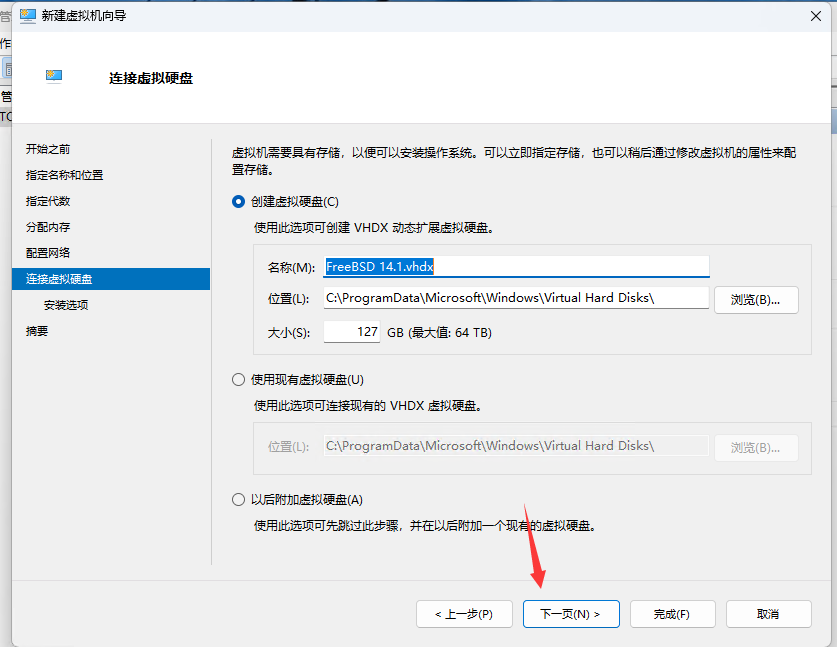 新建虚拟机向导
管
作
连接虚拟硬盘
管
TC
开始之前
指定名称和位置
指定代数
分配内存
配置网络
连接虚拟硬盘
安装选项
摘要
虚拟机需要具有存储，以便可以安装操作系统。可以立即指定存储，也可以稍后通过修改虚拟机的属性来配
置存储。
创建虚拟硬盘(C)
使用此选项可创建 VHDX 动态扩展虚拟硬盘。
名称(M): FreeBSD 14.1.vhdx
位置(L): C:\ProgramData\Microsoft\Windows\Virtual Hard Disks\ 浏览(B)...
大小(S): 127 GB (最大值: 64 TB)
使用现有虚拟硬盘(U)
使用此选项可连接现有的 VHDX 虚拟硬盘。
位置(L): C:\ProgramData\Microsoft\Windows\Virtual Hard Disks\ 浏览(B)...
以后附加虚拟硬盘(A)
使用此选项可先跳过此步骤，并在以后附加一个现有的虚拟硬盘。
< 上一步(P) 下一页(N) > 完成(F) 取消